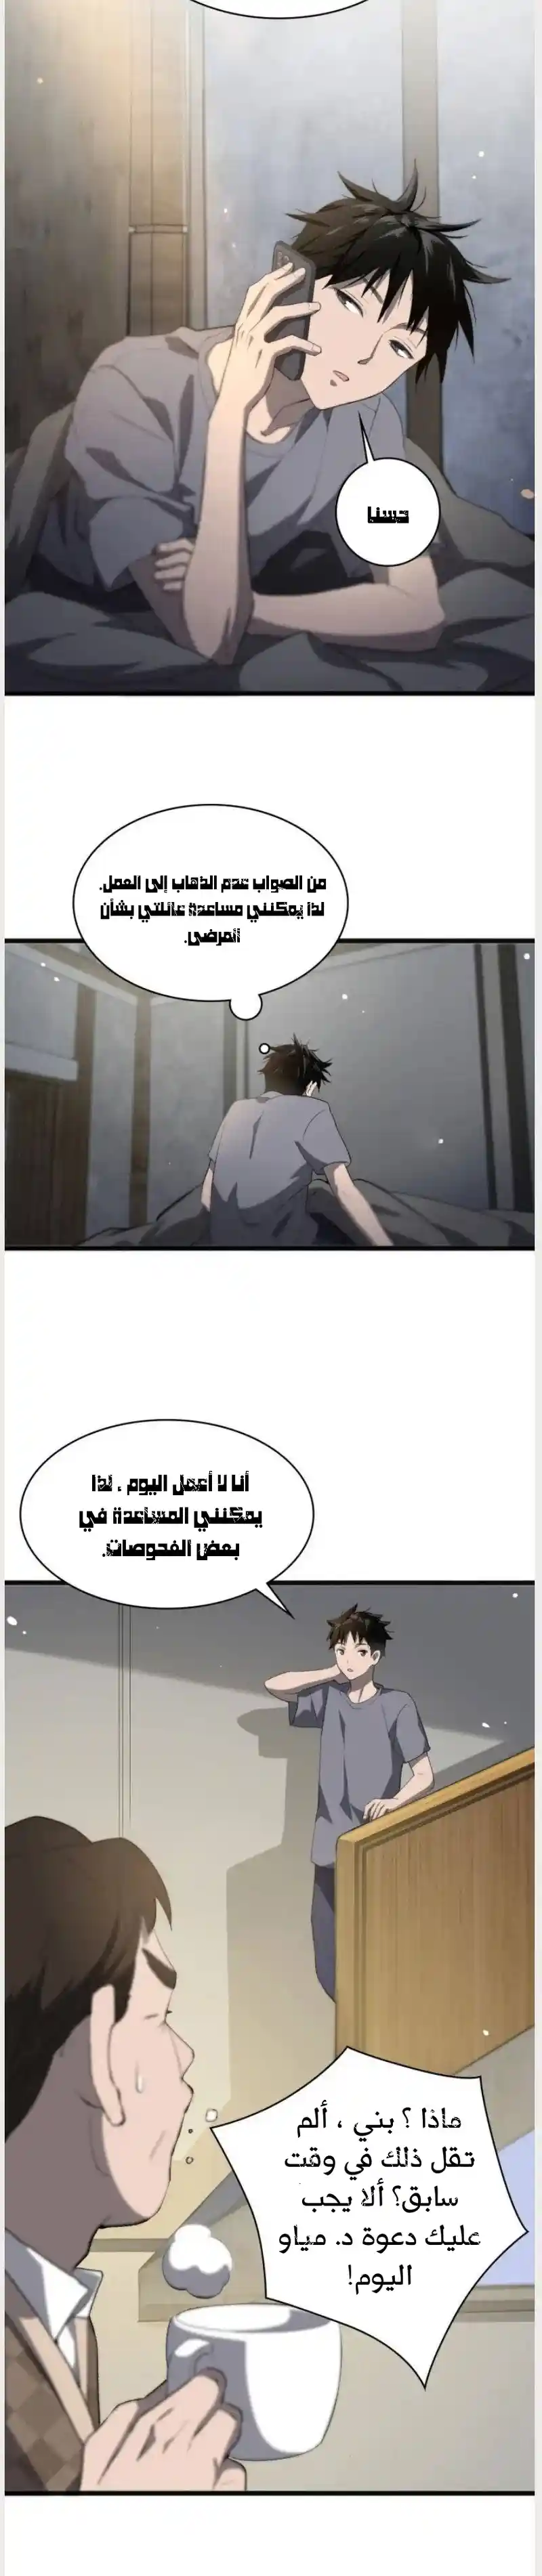 حسنا
من الصواب عدم الذهاب إلى العمل.
لذا يمكنني مساعدة عائلتي بشأن
المرضى.
أنا لا أعمل اليوم ، لذا
يمكنني المساعدة في
بعض الفحوصات.
ماذا ؟ بني ، ألم
تقل ذلك في وقت
سابق؟ ألا يجب
عليك دعوة د. مياو
اليوم!